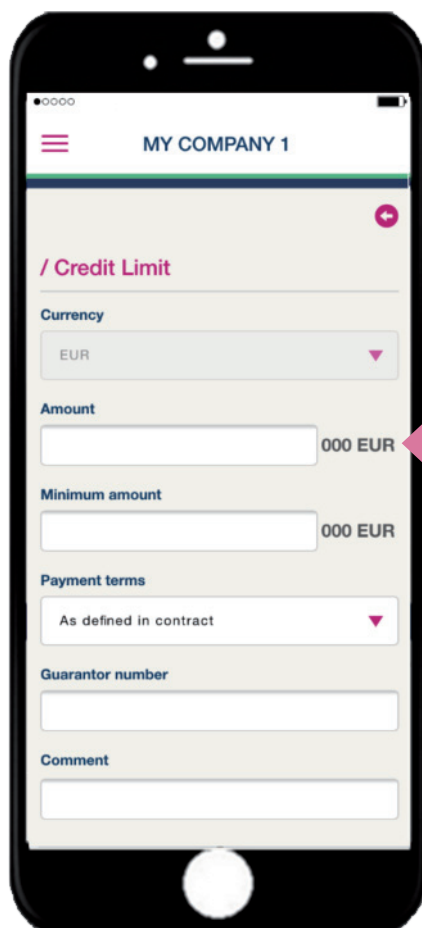 MY COMPANY 1
/ Credit Limit
Currency
EUR
Amount
000 EUR
Minimum amount
000 EUR
Payment terms
As defined in contract
Guarantor number
Comment